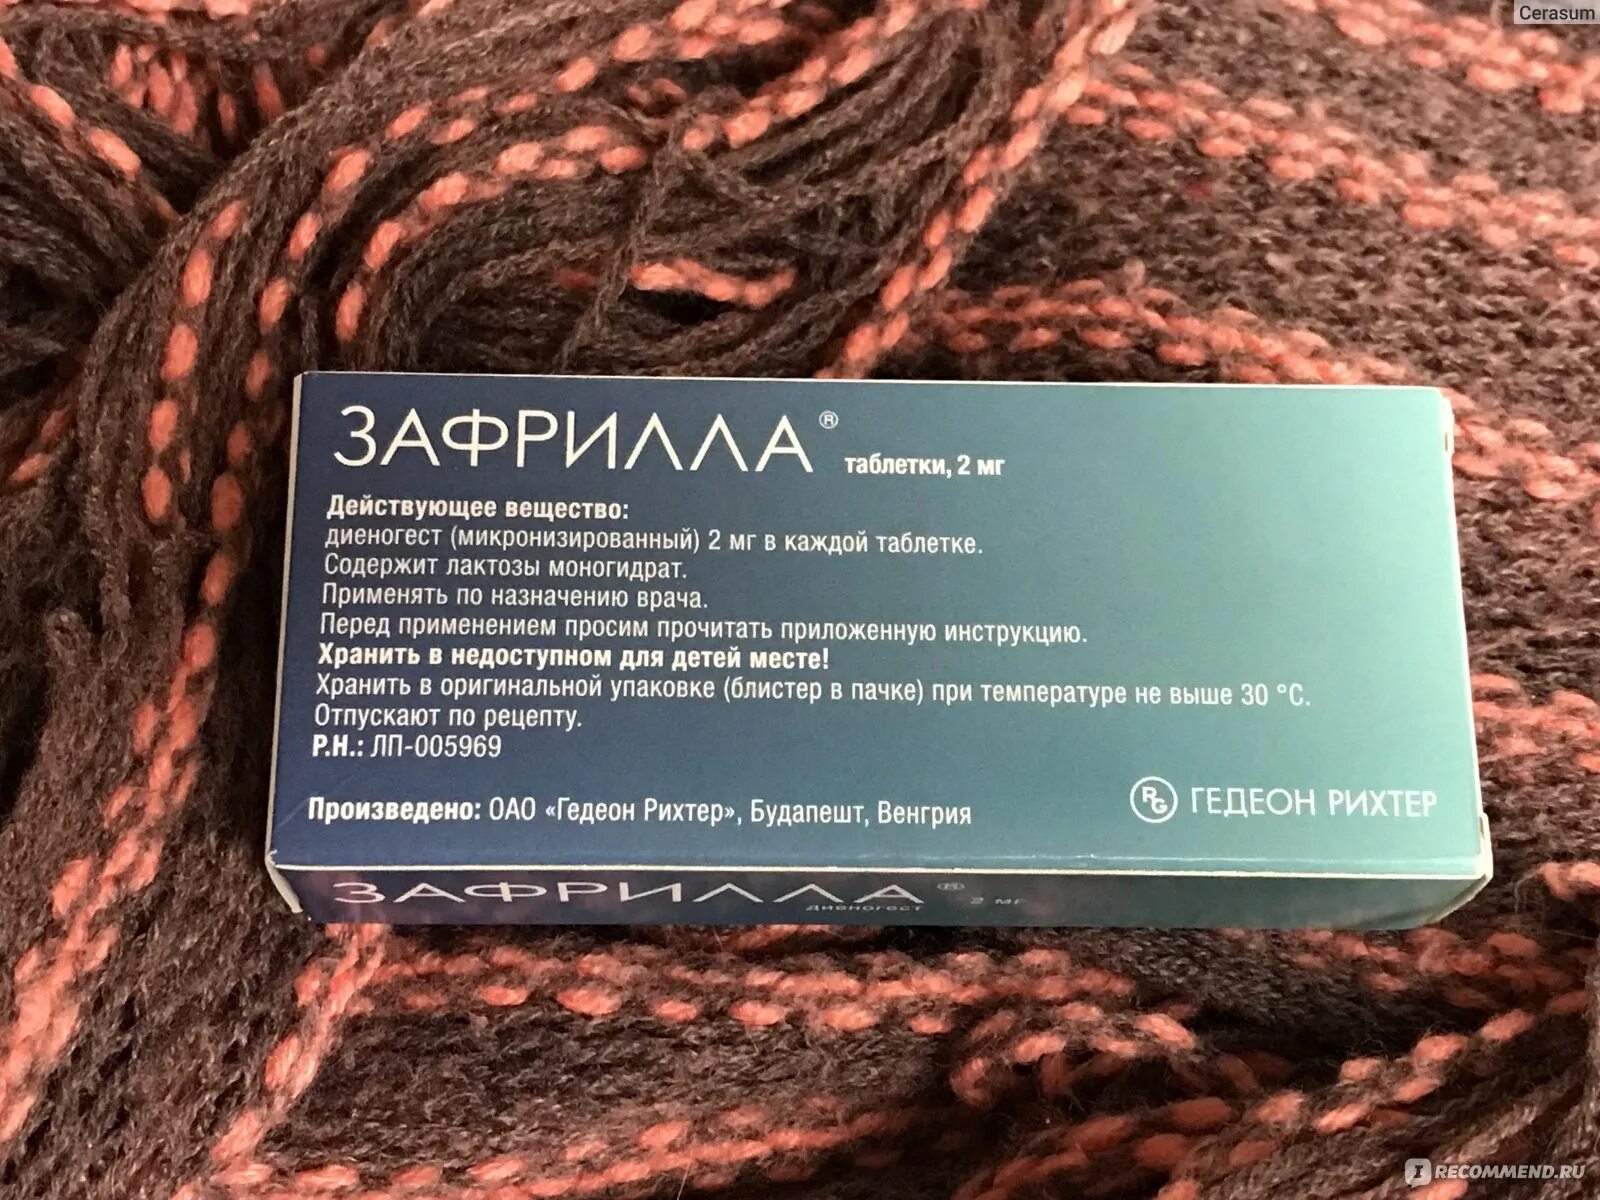 Cerasum
ЗАФРИЛЛА® таблетки, 2 мг
Действующее вещество:
диеногест (микронизированный) 2 мг в каждой таблетке.
Содержит лактозы моногидрат.
Применять по назначению врача.
Перед применением просим прочитать приложенную инструкцию.
Хранить в недоступном для детей месте!
Хранить в оригинальной упаковке (блистер в пачке) при температуре не выше 30 °С.
Отпускают по рецепту.
Р.Н.: ЛП-005969
Произведено: ОАО «Гедеон Рихтер», Будапешт, Венгрия
RG ГЕДЕОН РИХТЕР
ЗАФРИЛЛА® 2 мг
диеногест
IRECOMMEND.RU